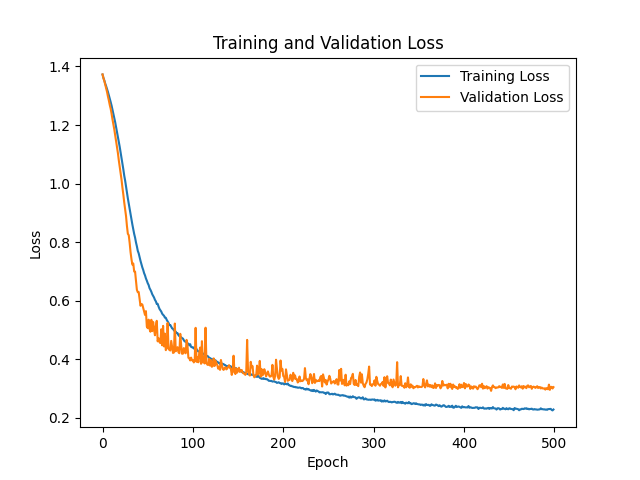 Training and Validation Loss
Training Loss
Validation Loss
1.4
1.2
1.0
0.8
0.6
0.4
0.2
Loss
0 100 200 300 400 500
Epoch